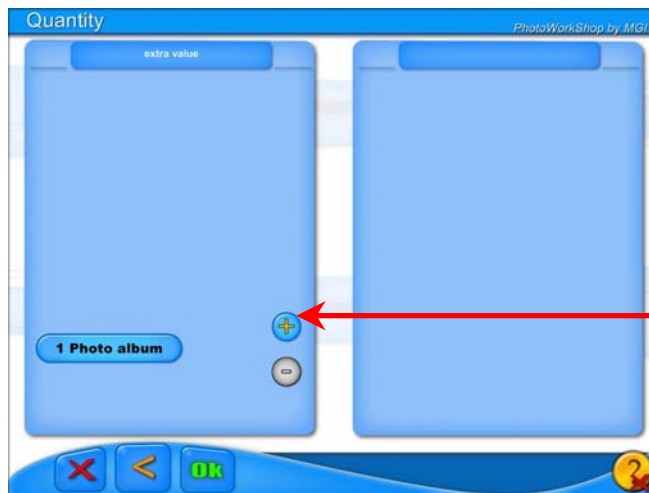 Quantity
PhotoWorkShop by MGI
extra value
1 Photo album
Ok